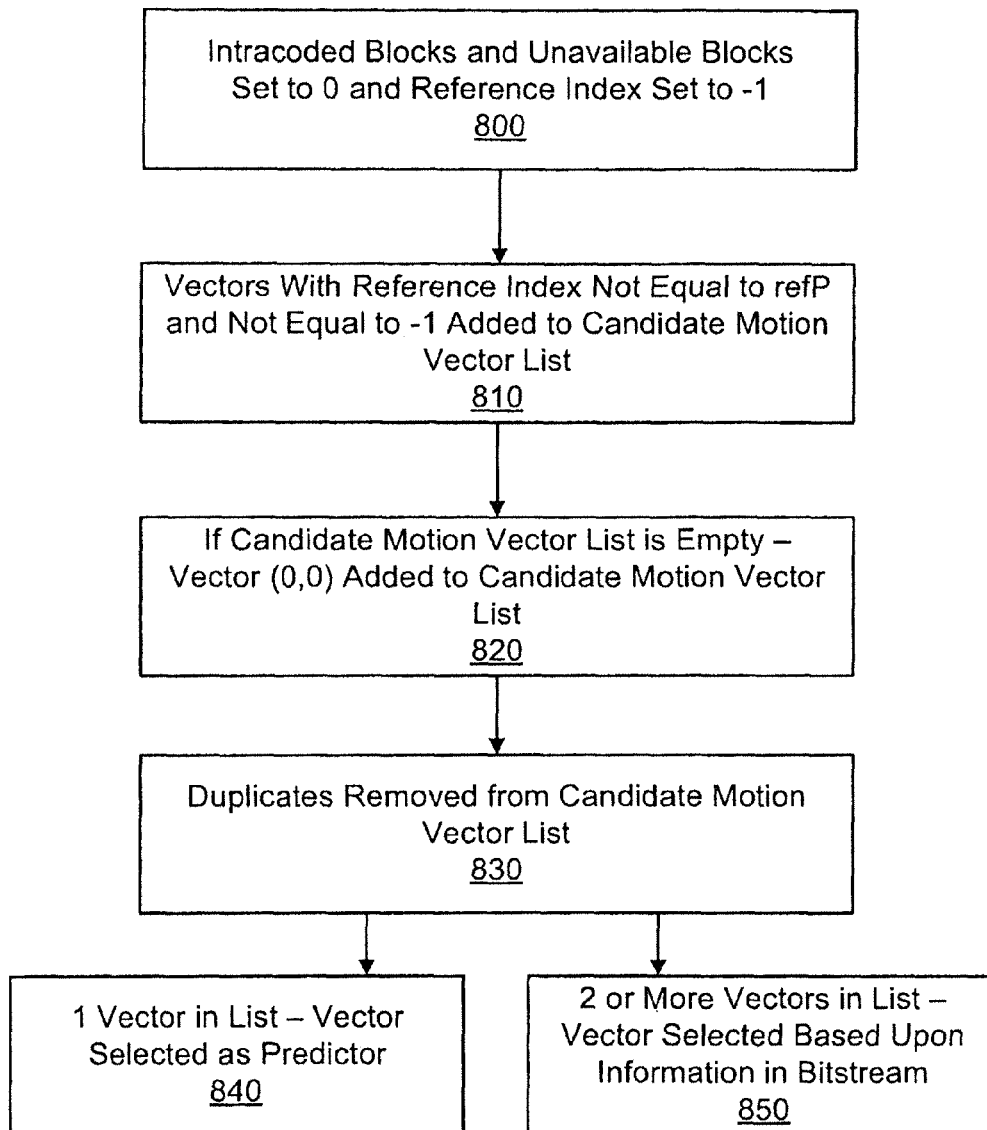 Intracoded Blocks and Unavailable Blocks
Set to 0 and Reference Index Set to -1
800
Vectors With Reference Index Not Equal to refP
and Not Equal to -1 Added to Candidate Motion
Vector List
810
If Candidate Motion Vector List is Empty –
Vector (0,0) Added to Candidate Motion Vector
List
820
Duplicates Removed from Candidate Motion
Vector List
830
1 Vector in List – Vector
Selected as Predictor
840
2 or More Vectors in List –
Vector Selected Based Upon
Information in Bitstream
850